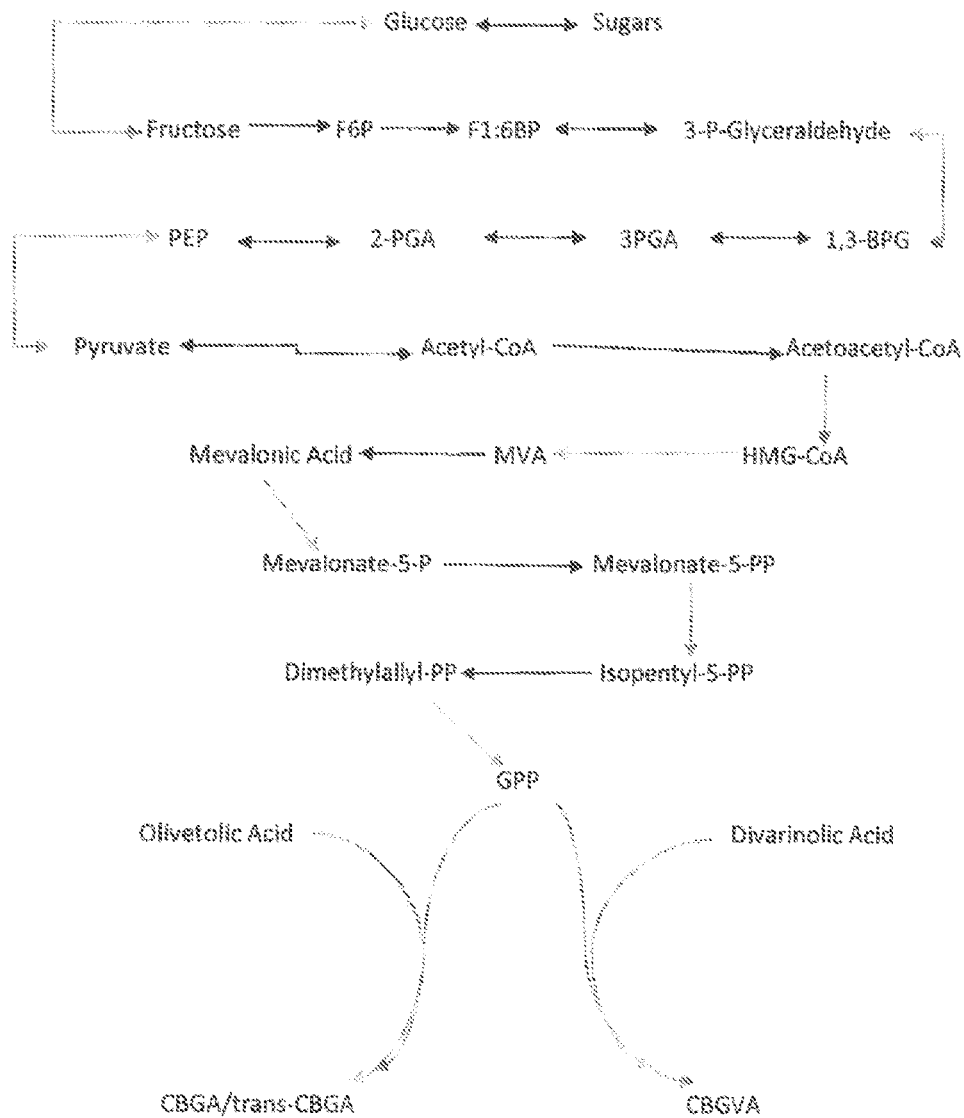 Glucose Sugars
Fructose F6P F1:6BP 3-P-Glyceraldehyde
PEP 2-PGA 3PGA 1,3-BPG
Pyruvate Acetyl-CoA Acetoacetyl-CoA
Mevalonic Acid MVA HMG-CoA
Mevalonate-5-P Mevalonate-5-PP
Dimethylallyl-PP Isopentyl-5-PP
GPP
Olivetolic Acid Divarinolic Acid
CBGA/trans-CBGA CBGVA